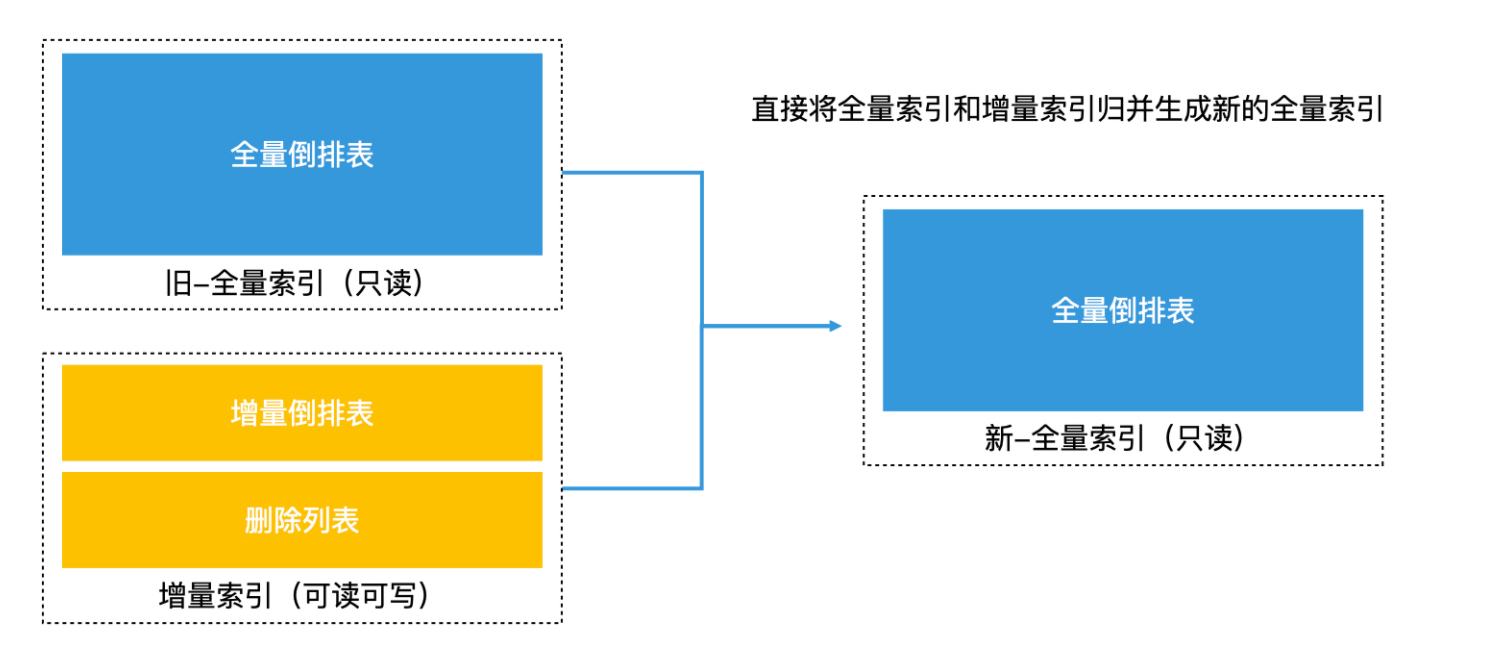 全量倒排表
旧-全量索引（只读）
增量倒排表
删除列表
增量索引（可读可写）
直接将全量索引和增量索引归并生成新的全量索引
全量倒排表
新-全量索引（只读）